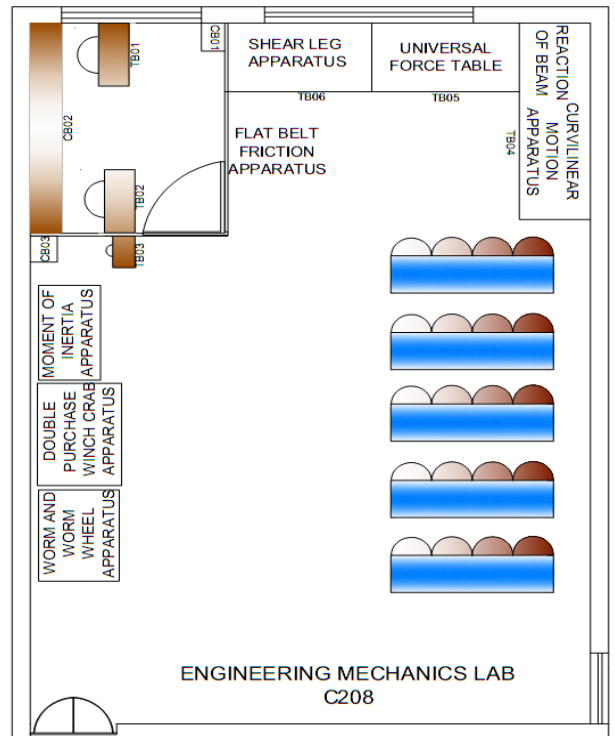 TB01
CB01
CB02
TB02
CB03
TB03
SHEAR LEG
APPARATUS
UNIVERSAL
FORCE TABLE
TB06
TB05
TB04
REACTION
OF BEAM
CURVILINEAR
MOTION
APPARATUS
FLAT BELT
FRICTION
APPARATUS
MOMENT OF
INERTIA
APPARATUS
DOUBLE
PURCHASE
WINCH CRAB
APPARATUS
WORM AND
WORM
WHEEL
APPARATUS
ENGINEERING MECHANICS LAB
C208